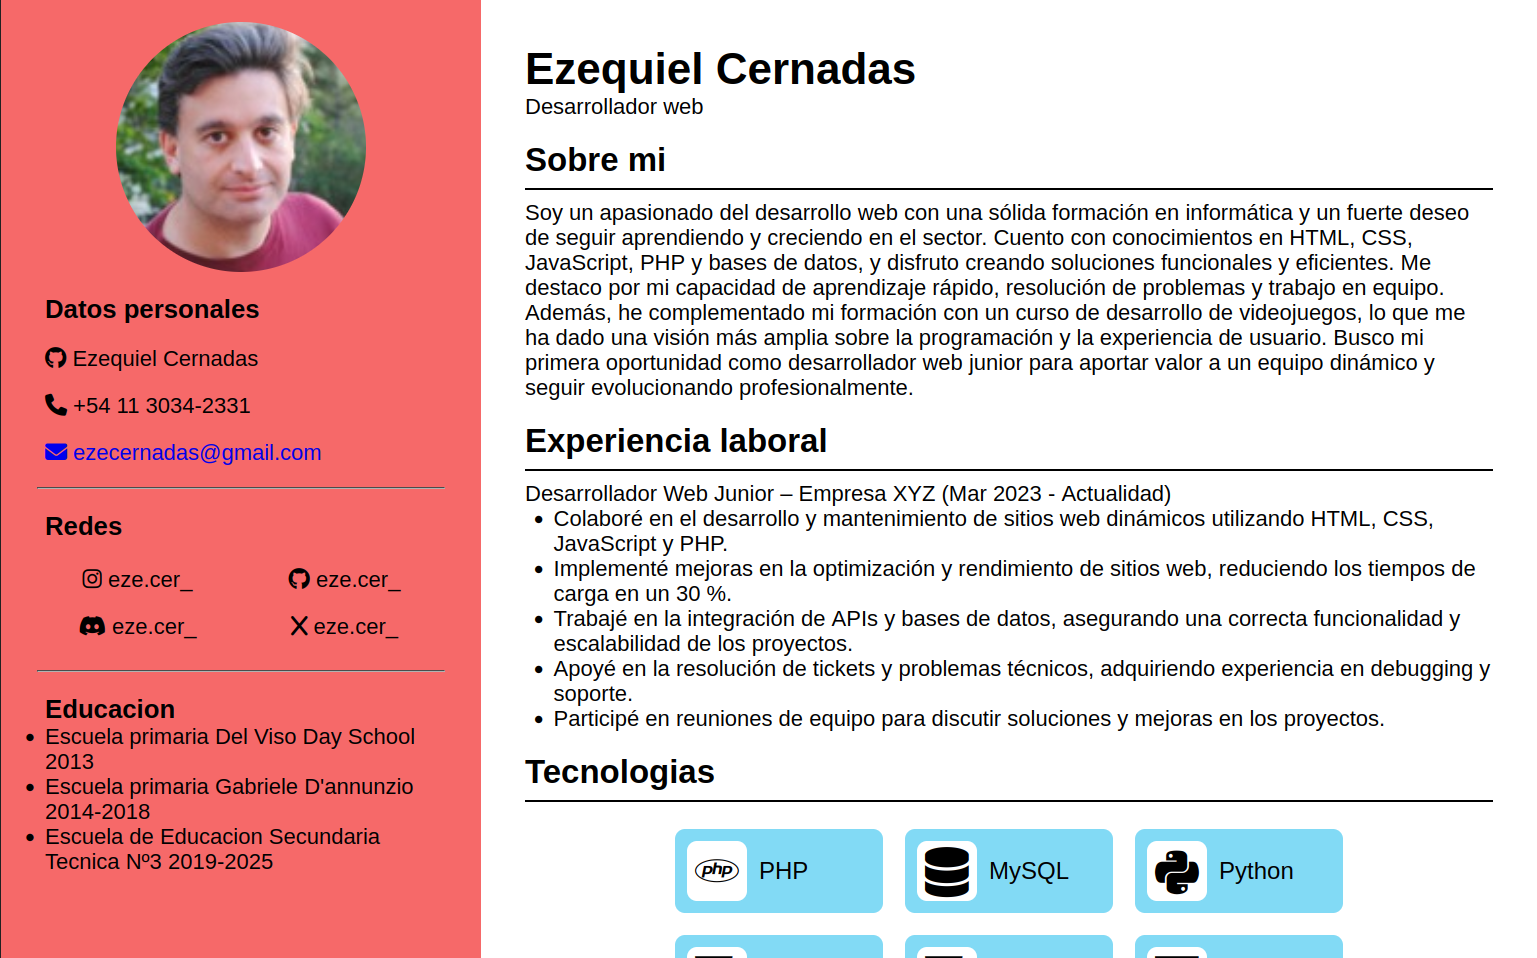 Datos personales
Ezequiel Cernadas
+54 11 3034-2331
ezecernadas@gmail.com
Redes
eze.cer_
eze.cer_
eze.cer_
eze.cer_
Educacion
Escuela primaria Del Viso Day School
2013
Escuela primaria Gabriele D'annunzio
2014-2018
Escuela de Educacion Secundaria
Tecnica Nº3 2019-2025
Ezequiel Cernadas
Desarrollador web
Sobre mi
Soy un apasionado del desarrollo web con una sólida formación en informática y un fuerte deseo
de seguir aprendiendo y creciendo en el sector. Cuento con conocimientos en HTML, CSS,
JavaScript, PHP y bases de datos, y disfruto creando soluciones funcionales y eficientes. Me
destaco por mi capacidad de aprendizaje rápido, resolución de problemas y trabajo en equipo.
Además, he complementado mi formación con un curso de desarrollo de videojuegos, lo que me
ha dado una visión más amplia sobre la programación y la experiencia de usuario. Busco mi
primera oportunidad como desarrollador web junior para aportar valor a un equipo dinámico y
seguir evolucionando profesionalmente.
Experiencia laboral
Desarrollador Web Junior – Empresa XYZ (Mar 2023 - Actualidad)
Colaboré en el desarrollo y mantenimiento de sitios web dinámicos utilizando HTML, CSS,
JavaScript y PHP.
Implementé mejoras en la optimización y rendimiento de sitios web, reduciendo los tiempos de
carga en un 30 %.
Trabajé en la integración de APIs y bases de datos, asegurando una correcta funcionalidad y
escalabilidad de los proyectos.
Apoyé en la resolución de tickets y problemas técnicos, adquiriendo experiencia en debugging y
soporte.
Participé en reuniones de equipo para discutir soluciones y mejoras en los proyectos.
Tecnologias
php PHP
MySQL
Python